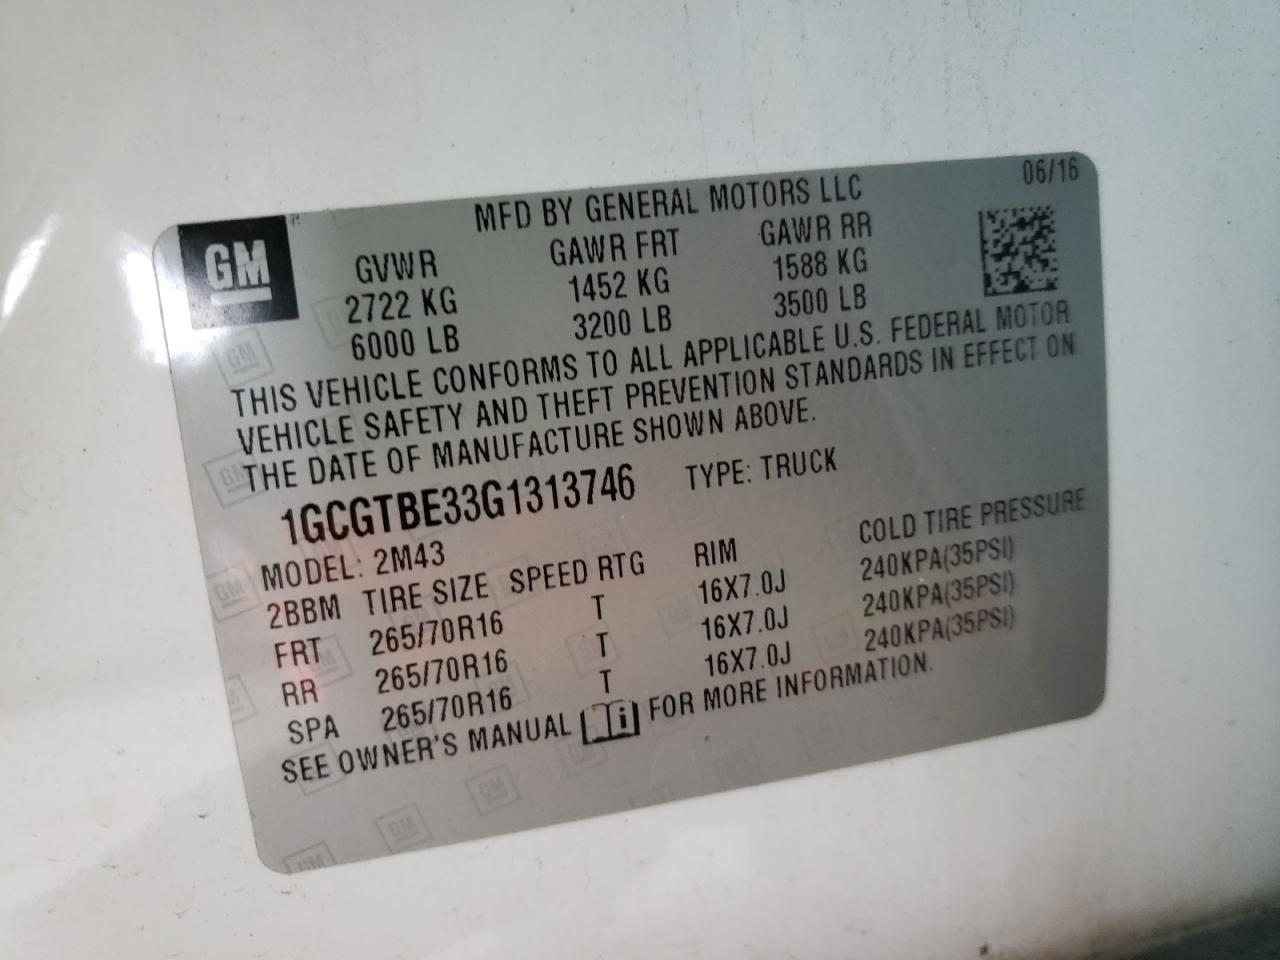 06/16
MFD BY GENERAL MOTORS LLC
GM
GVWR GAWR FRT GAWR RR
2722 KG 1452 KG 1588 KG
6000 LB 3200 LB 3500 LB
THIS VEHICLE CONFORMS TO ALL APPLICABLE U.S. FEDERAL MOTOR
VEHICLE SAFETY AND THEFT PREVENTION STANDARDS IN EFFECT ON
THE DATE OF MANUFACTURE SHOWN ABOVE.
1GCGTBE33G1313746 TYPE: TRUCK
MODEL: 2M43
2BBM TIRE SIZE SPEED RTG RIM COLD TIRE PRESSURE
FRT 265/70R16 T 16X7.0J 240KPA(35PSI)
RR 265/70R16 T 16X7.0J 240KPA(35PSI)
SPA 265/70R16 T 16X7.0J 240KPA(35PSI)
SEE OWNER'S MANUAL i FOR MORE INFORMATION.